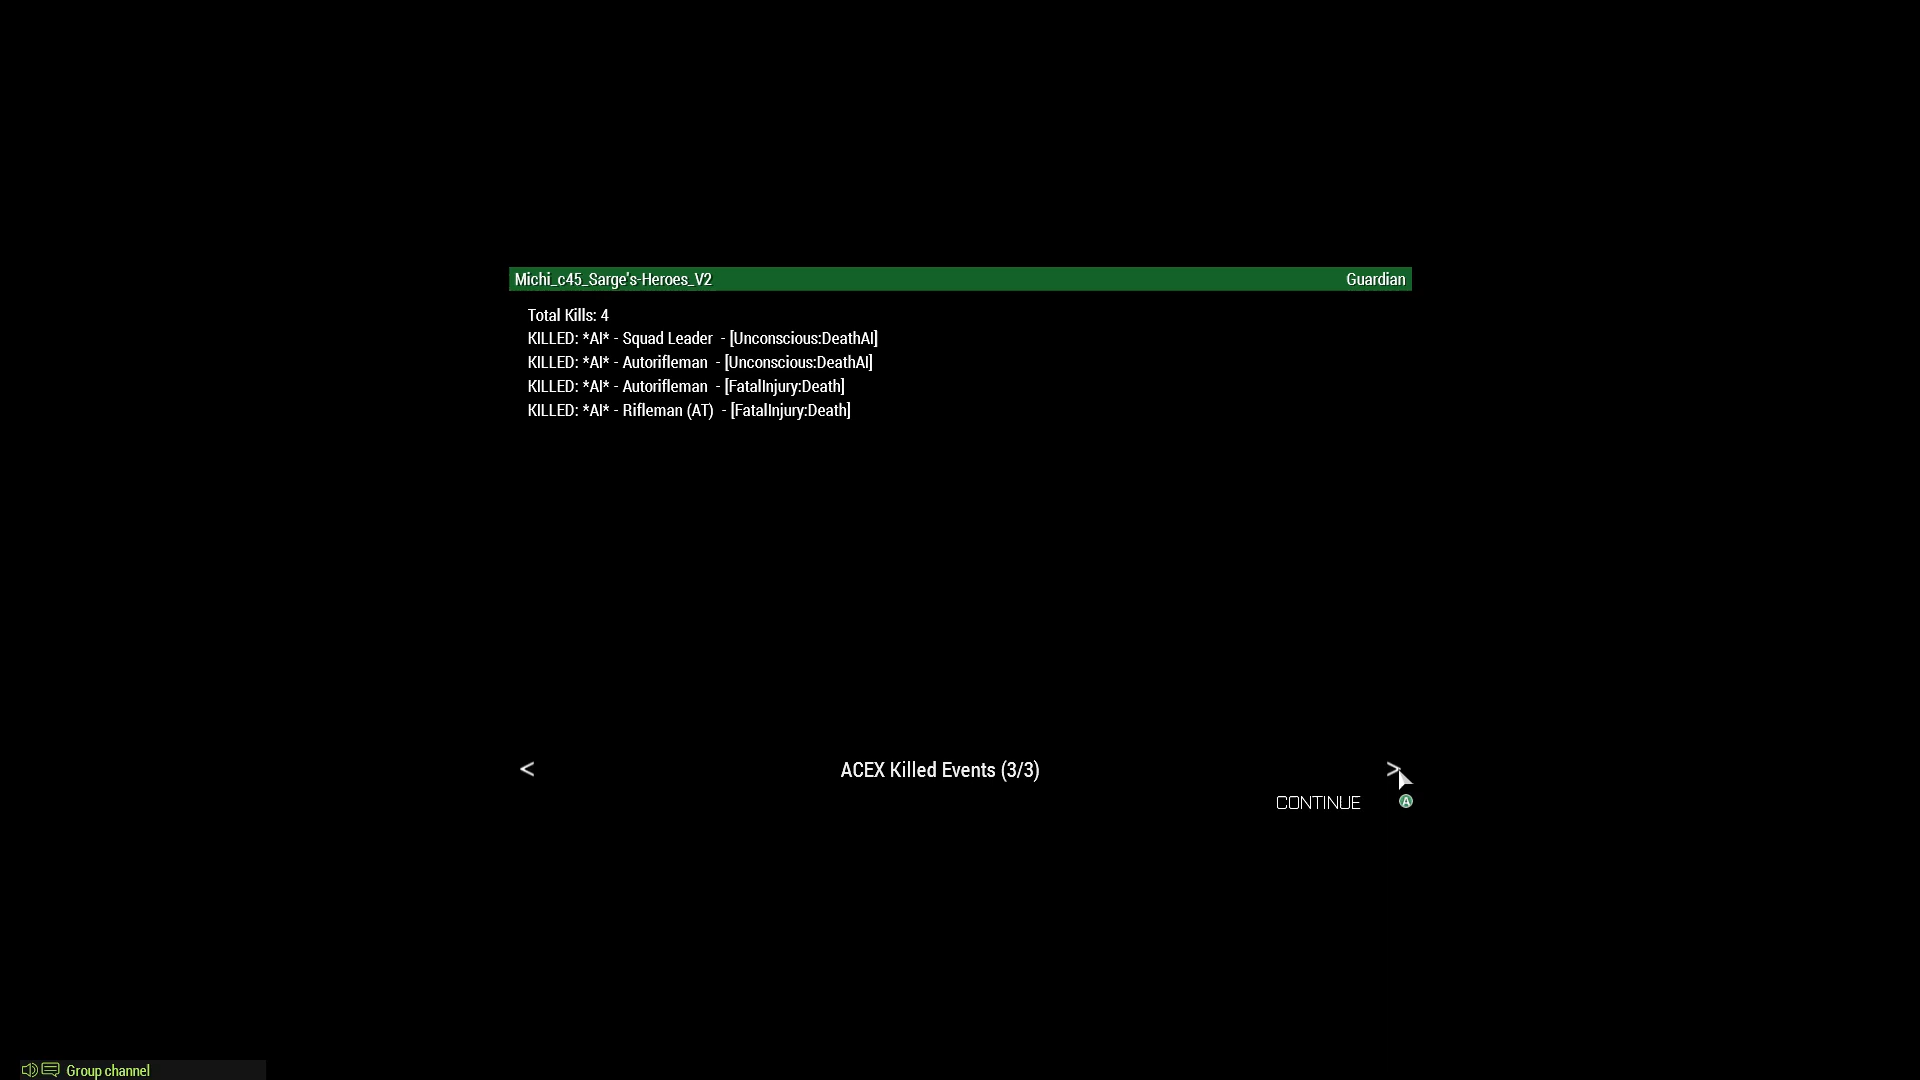 Michi_c45_Sarge's-Heroes_V2 Guardian
Total Kills: 4
KILLED: *AI* - Squad Leader - [Unconscious:DeathAI]
KILLED: *AI* - Autorifleman - [Unconscious:DeathAI]
KILLED: *AI* - Autorifleman - [FatalInjury:Death]
KILLED: *AI* - Rifleman (AT) - [FatalInjury:Death]
< ACEX Killed Events (3/3) >
CONTINUE A
Group channel